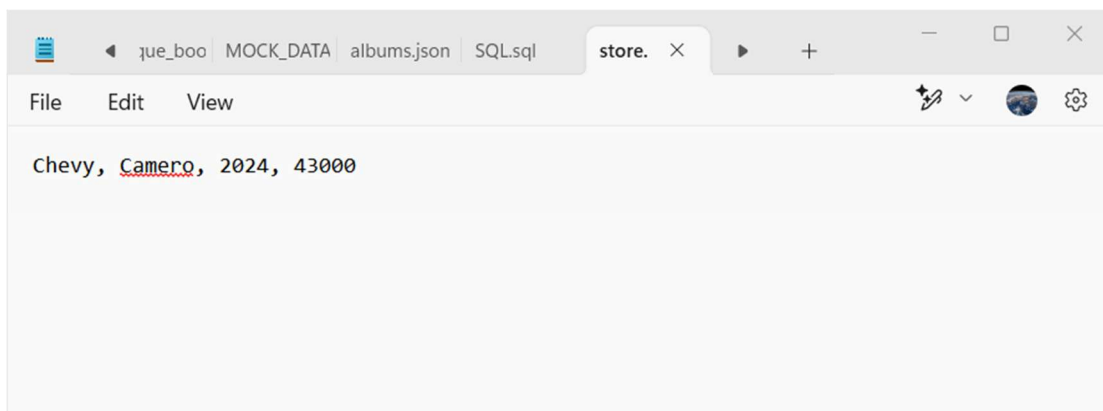 que_boo MOCK_DATA albums.json SQL.sql store.
File Edit View
Chevy, Camero, 2024, 43000